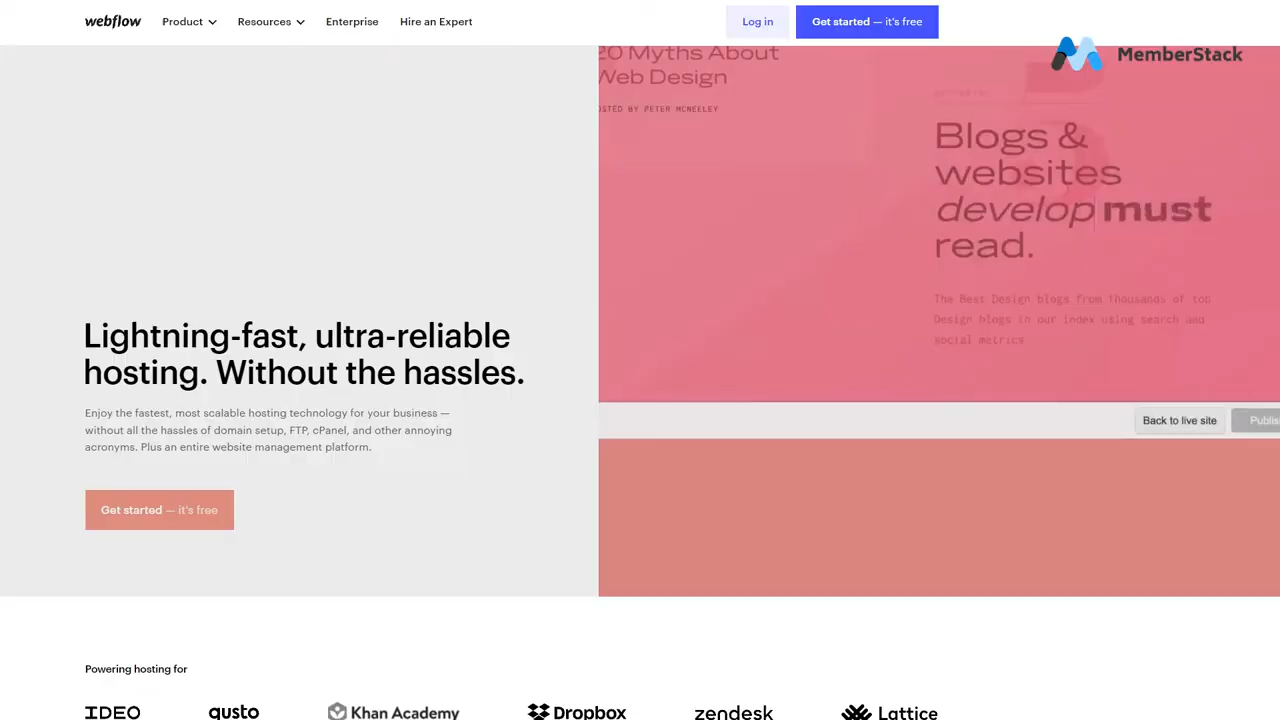 webflow Product Resources Enterprise Hire an Expert Log in Get started — it's free
MemberStack
20 Myths About
Web Design
POSTED BY PETER MCNEELEY
Blogs &
websites
develop must
read.
The Best Design blogs from thousands of top
Design blogs in our index using search and
social metrics
Back to live site Publis
Lightning-fast, ultra-reliable
hosting. Without the hassles.
Enjoy the fastest, most scalable hosting technology for your business —
without all the hassles of domain setup, FTP, cPanel, and other annoying
acronyms. Plus an entire website management platform.
Get started — it's free
Powering hosting for
IDEO gusto Khan Academy Dropbox zendesk Lattice